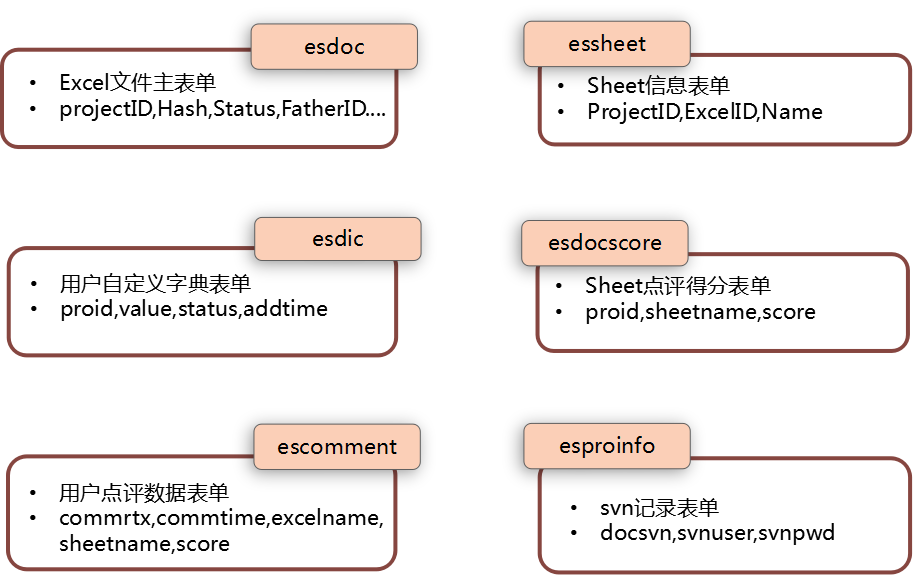 esdoc
• Excel文件主表单
• projectID,Hash,Status,FatherID....
essheet
• Sheet信息表单
• ProjectID,ExcelID,Name
esdic
• 用户自定义字典表单
• proid,value,status,addtime
esdocscore
• Sheet点评得分表单
• proid,sheetname,score
escomment
• 用户点评数据表单
• commrtx,commtime,excelname,
sheetname,score
esproinfo
• svn记录表单
• docsvn,svnuser,svnpwd